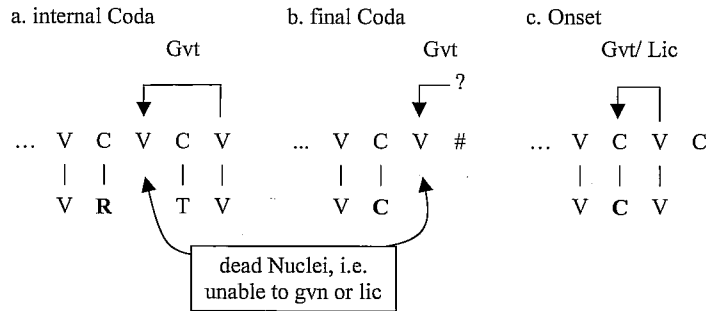 a. internal Coda b. final Coda c. Onset
Gvt Gvt Gvt/ Lic
?
... V C V C V ... V C V # ... V C V C
V R T V V C V C V
dead Nuclei, i.e.
unable to gvn or lic